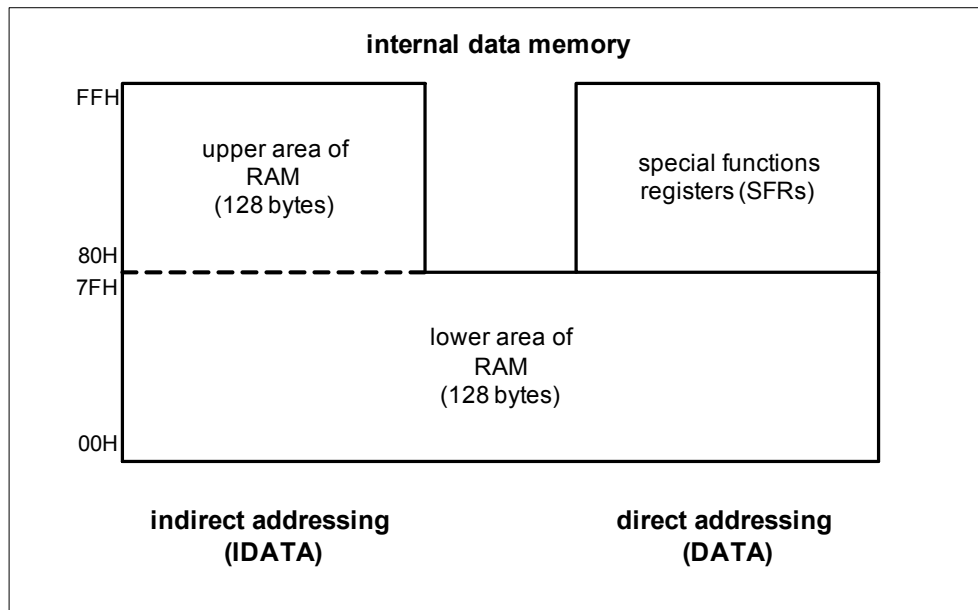 internal data memory
FFH
upper area of
RAM
(128 bytes)
special functions
registers (SFRs)
80H
7FH
lower area of
RAM
(128 bytes)
00H
indirect addressing
(IDATA)
direct addressing
(DATA)